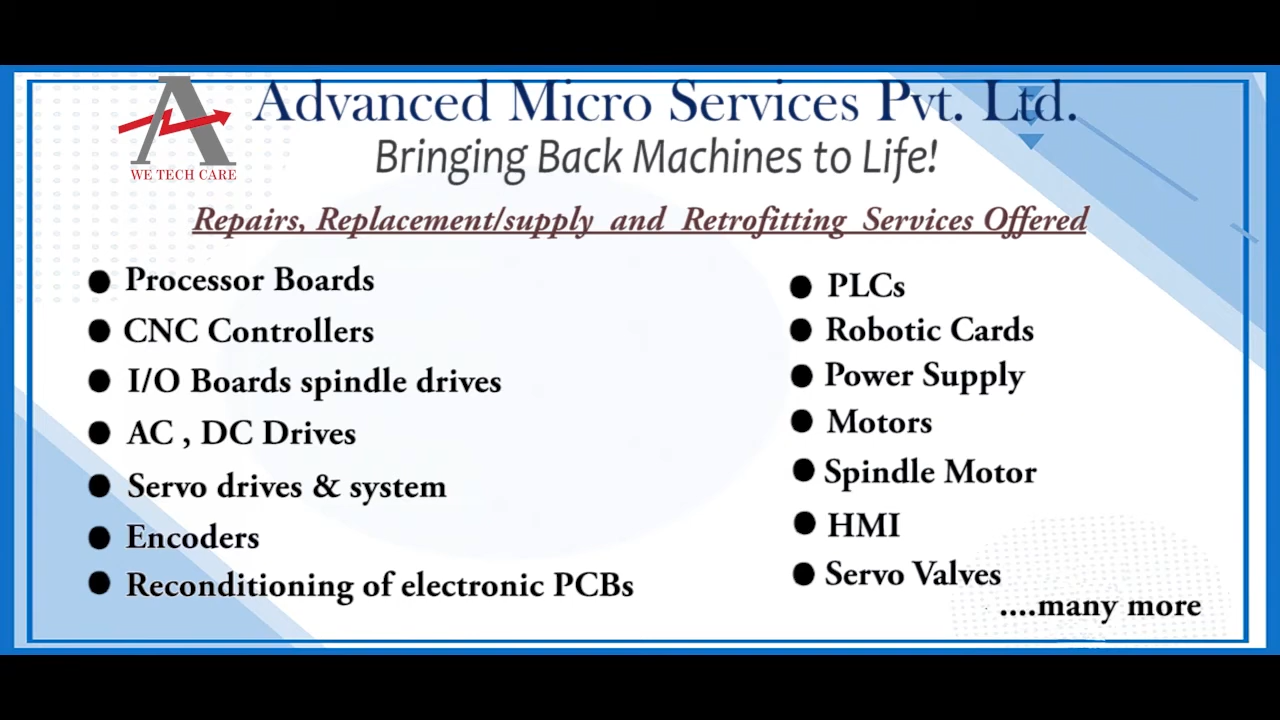 Advanced Micro Services Pvt. Ltd.
Bringing Back Machines to Life!
WE TECH CARE
Repairs, Replacement/supply and Retrofitting Services Offered
Processor Boards
CNC Controllers
I/O Boards spindle drives
AC , DC Drives
Servo drives & system
Encoders
Reconditioning of electronic PCBs
PLCs
Robotic Cards
Power Supply
Motors
Spindle Motor
HMI
Servo Valves
....many more